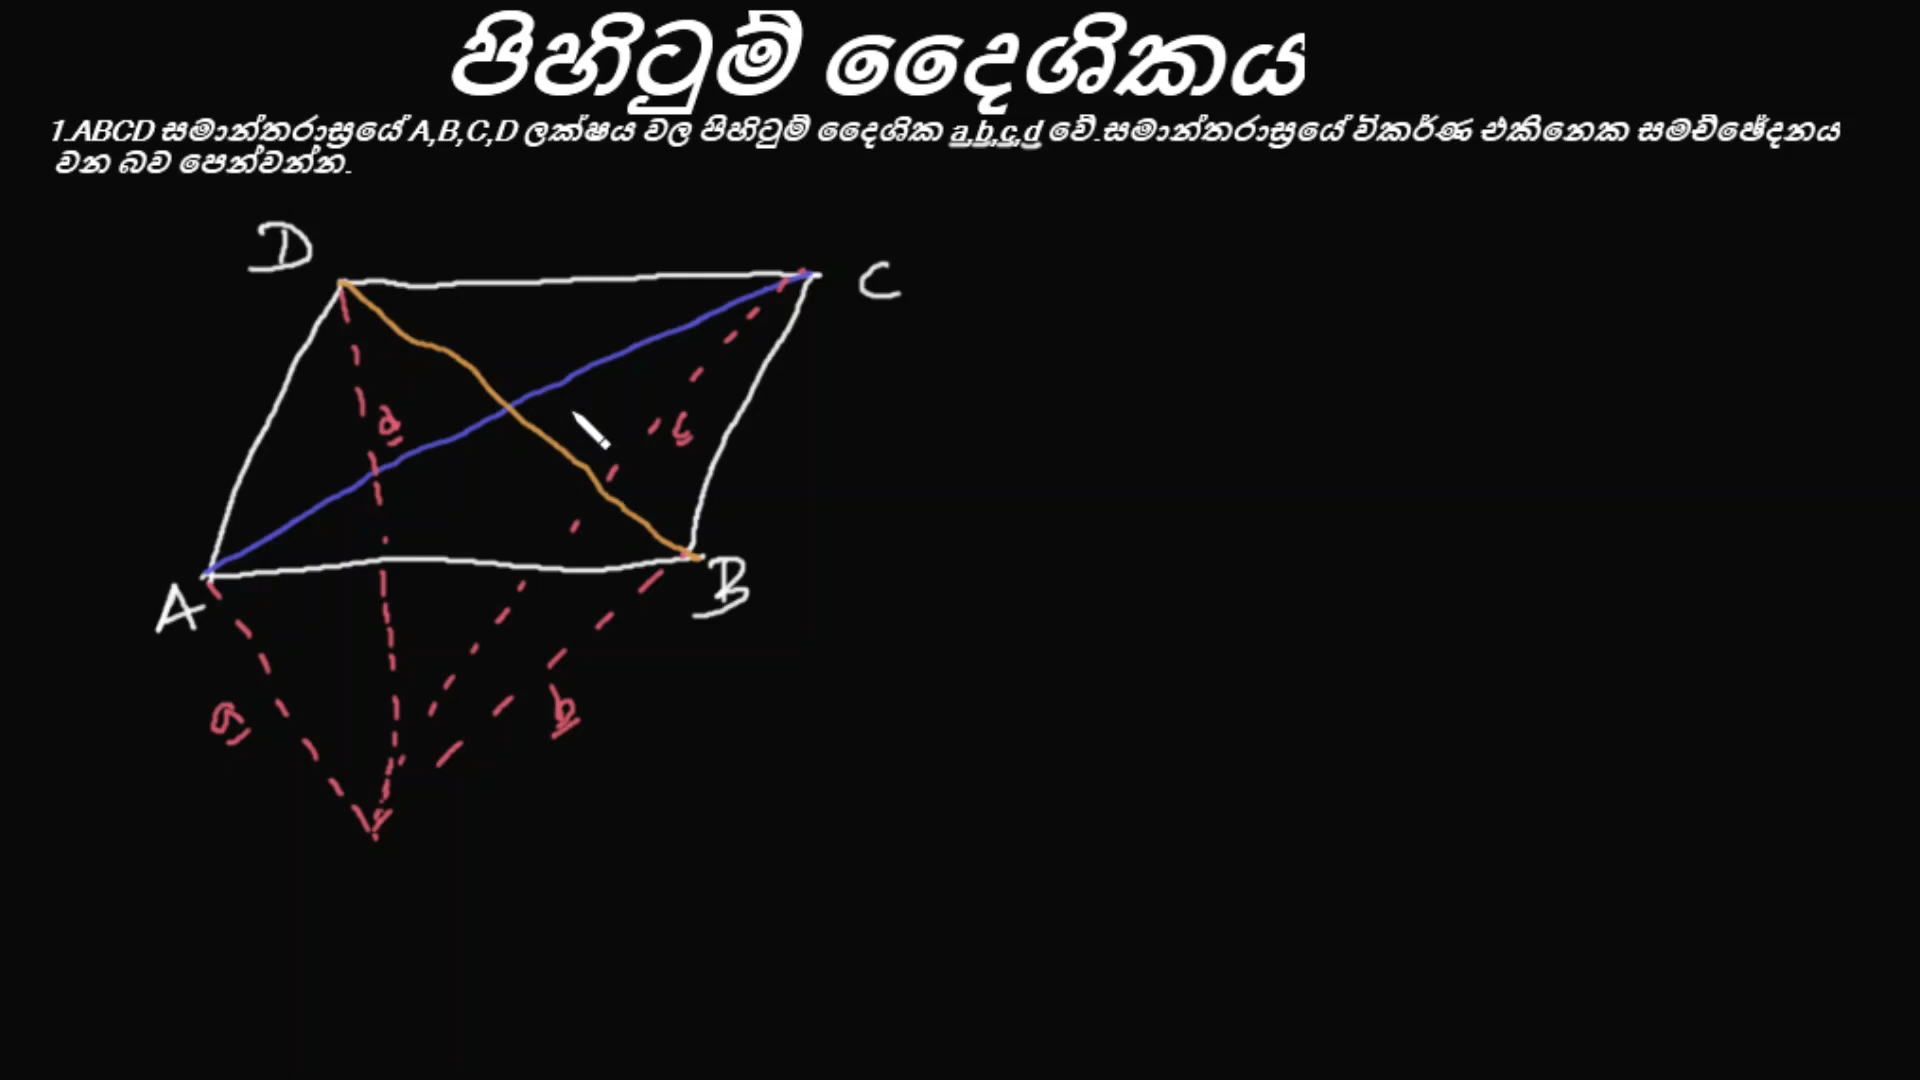 පිහිටුම් දෛශිකය
1.ABCD සමාන්තරාස්‍රයේ A,B,C,D ලක්ෂය වල පිහිටුම් දෛශික a,b,c,d වේ.සමාන්තරාස්‍රයේ විකර්ණ එකිනෙක සමච්ඡේදනය
වන බව පෙන්වන්න.
D
C
d
c
A
B
a
b